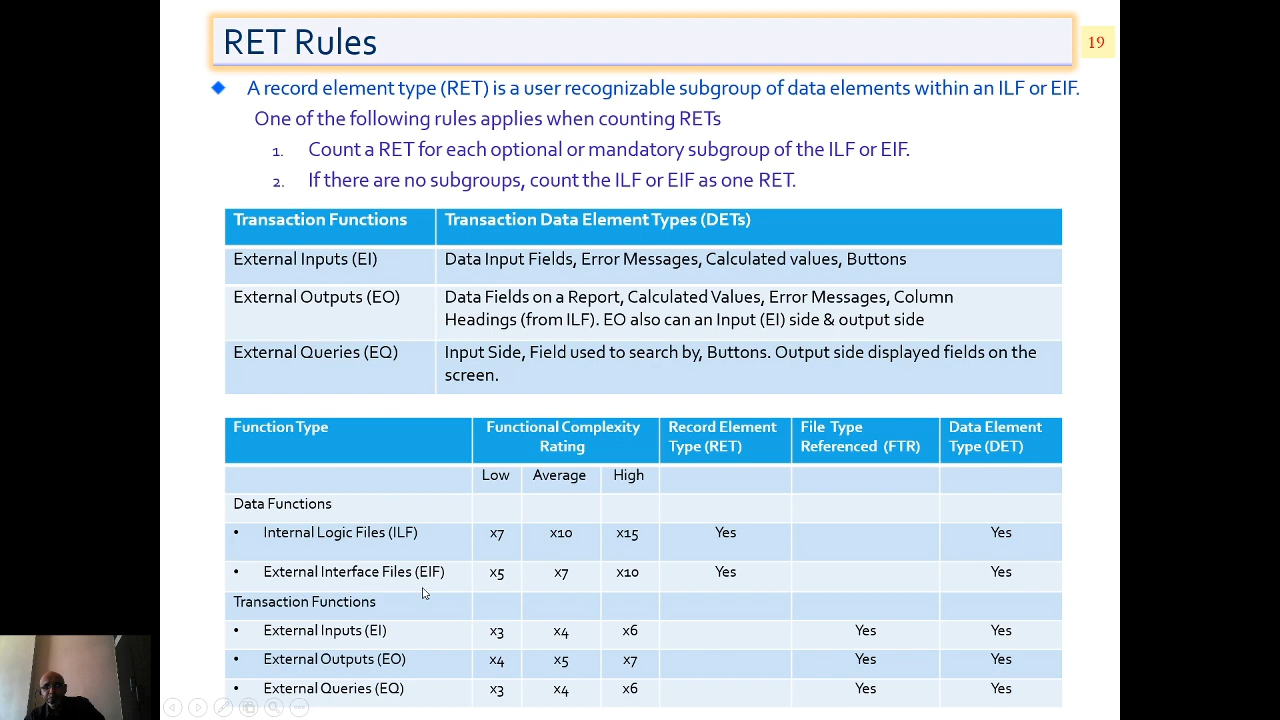 RET Rules
19
A record element type (RET) is a user recognizable subgroup of data elements within an ILF or EIF.
One of the following rules applies when counting RETs
1. Count a RET for each optional or mandatory subgroup of the ILF or EIF.
2. If there are no subgroups, count the ILF or EIF as one RET.
Transaction Functions Transaction Data Element Types (DETs)
External Inputs (EI) Data Input Fields, Error Messages, Calculated values, Buttons
External Outputs (EO) Data Fields on a Report, Calculated Values, Error Messages, Column
Headings (from ILF). EO also can an Input (EI) side & output side
External Queries (EQ) Input Side, Field used to search by, Buttons. Output side displayed fields on the
screen.
Function Type Functional Complexity Record Element File Type Data Element
Rating Type (RET) Referenced (FTR) Type (DET)
Low Average High
Data Functions
• Internal Logic Files (ILF) x7 x10 x15 Yes Yes
• External Interface Files (EIF) x5 x7 x10 Yes Yes
Transaction Functions
• External Inputs (EI) x3 x4 x6 Yes Yes
• External Outputs (EO) x4 x5 x7 Yes Yes
• External Queries (EQ) x3 x4 x6 Yes Yes